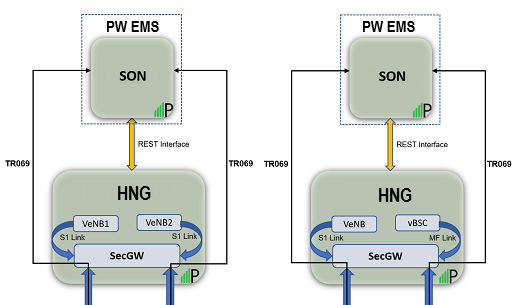 PW EMS
SON
P
REST Interface
TR069
TR069
HNG
VeNB1
VeNB2
S1 Link
S1 Link
SecGW
P
PW EMS
SON
P
REST Interface
TR069
TR069
HNG
VeNB
vBSC
S1 Link
MF Link
SecGW
P